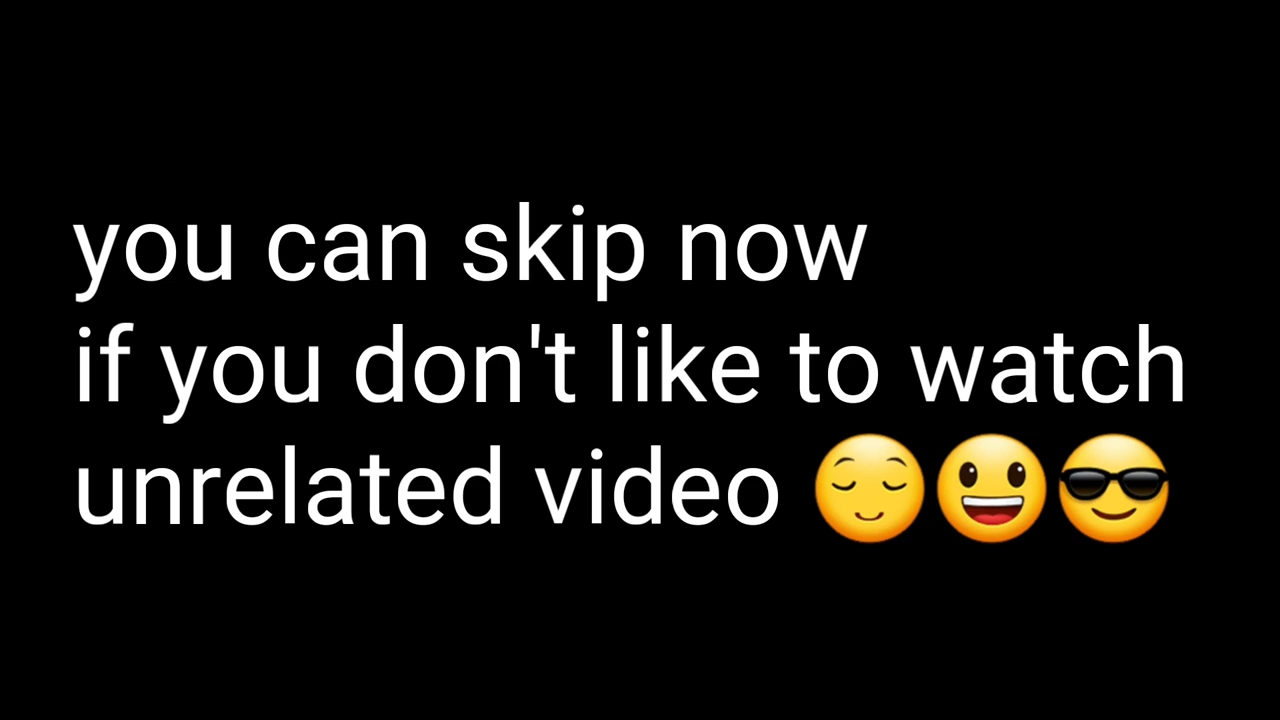 you can skip now
if you don't like to watch
unrelated video 😌😃😎